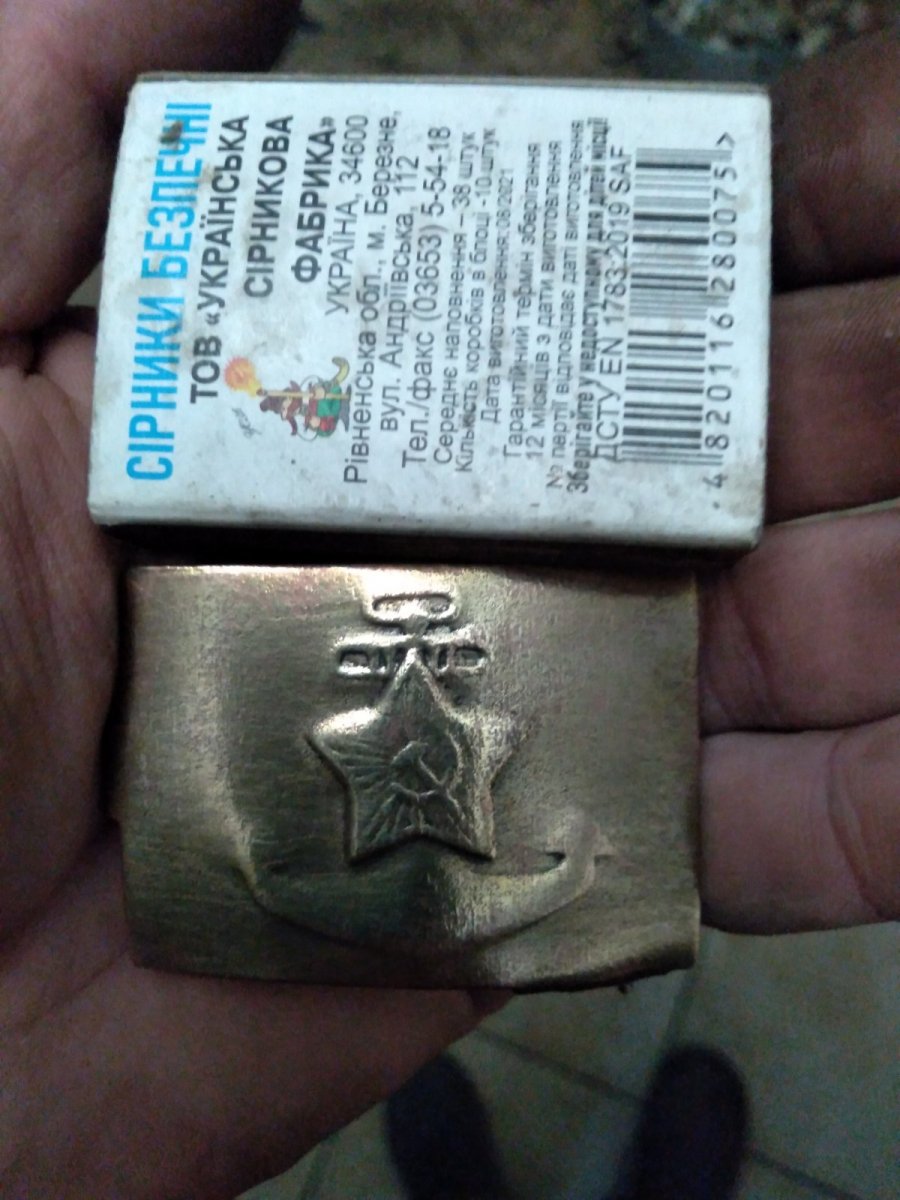 СІРНИКИ БЕЗПЕЧНІ
ТОВ «УКРАЇНСЬКА
СІРНИКОВА
ФАБРИКА»
УКРАЇНА, 34600
Рівненська обл., м. Березне,
вул. Андріївська, 112
Тел./факс (03653) 5-54-18
Середнє наповнення – 38 штук
Кількість коробків в блоці -10 штук
Дата виготовлення: 08/2021
Гарантійний термін зберігання
12 місяців з дати виготовлення
№ партії відповідає даті виготовлення
Зберігайте у недоступному для дітей місці
ДСТУ EN 1783:2019 SAF
4 820116 280075 >